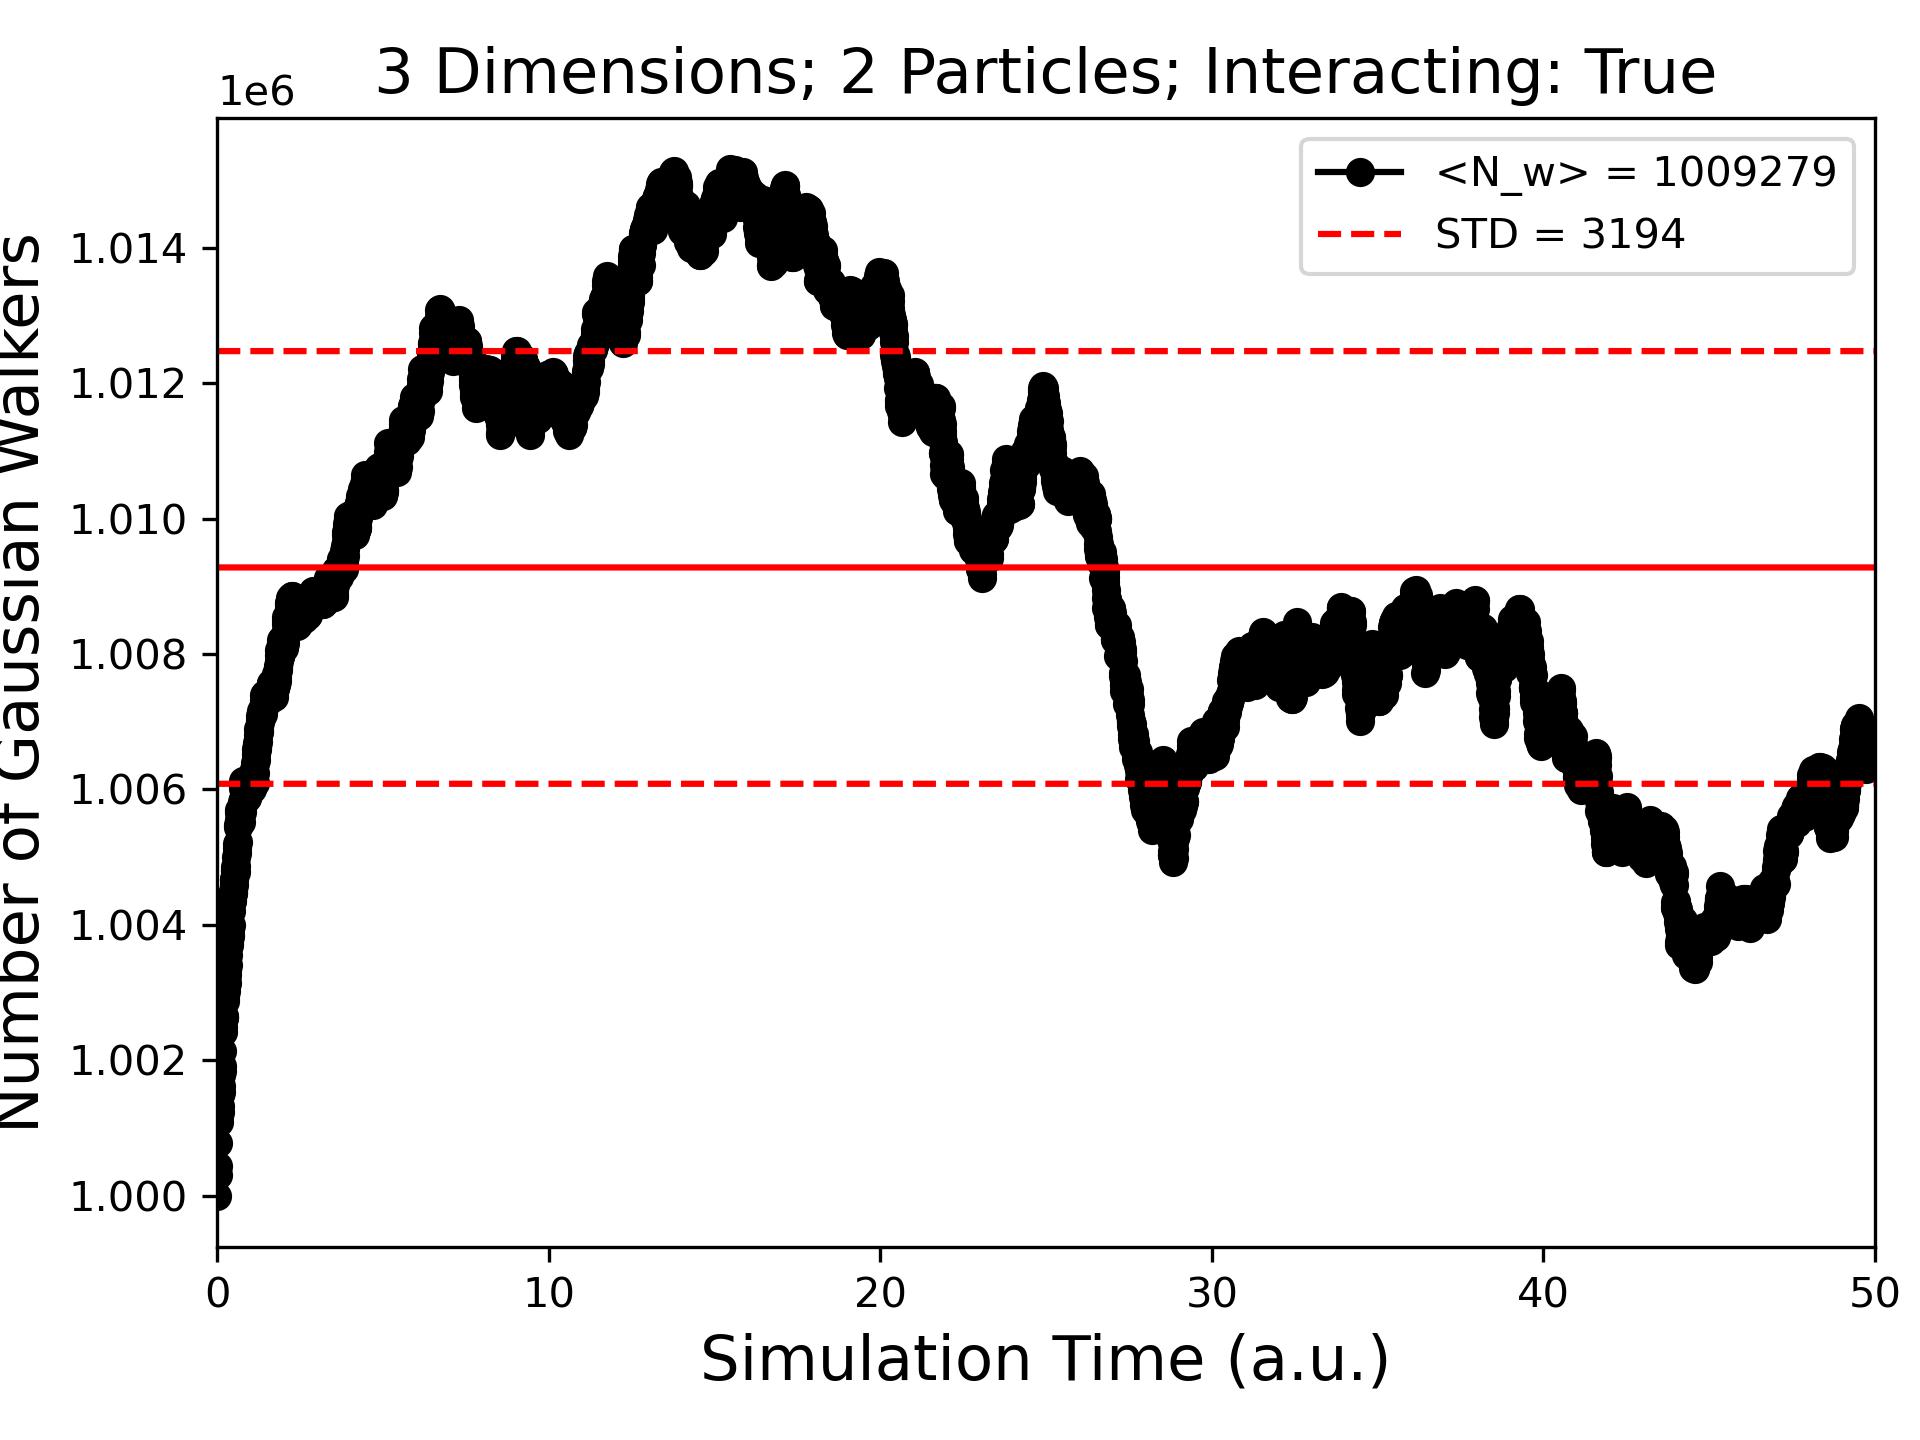 3 Dimensions; 2 Particles; Interacting: True
1e6
<N_w> = 1009279
STD = 3194
Number of Gaussian Walkers
1.014
1.012
1.010
1.008
1.006
1.004
1.002
1.000
0 10 20 30 40 50
Simulation Time (a.u.)